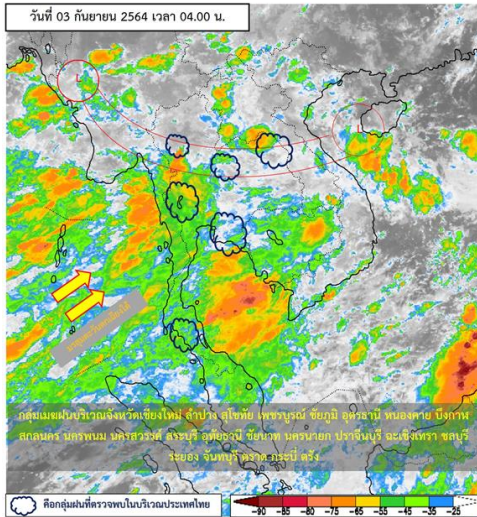 วันที่ 03 กันยายน 2564 เวลา 04.00 น.
L
L
กลุ่มเมฆฝนบริเวณจังหวัดเชียงใหม่ ลำปาง สุโขทัย เพชรบูรณ์ ชัยภูมิ อุดรธานี หนองคาย บึงกาฬ
สกลนคร นครพนม นครสวรรค์ สระบุรี อุทัยธานี ชัยนาท นครนายก ปราจีนบุรี ฉะเชิงเทรา ชลบุรี
ระยอง จันทบุรี ตราด กระบี่ ตรัง
คือกลุ่มฝนที่ตรวจพบในบริเวณประเทศไทย
-90 -85 -80 -75 -65 -55 -45 -35 -25